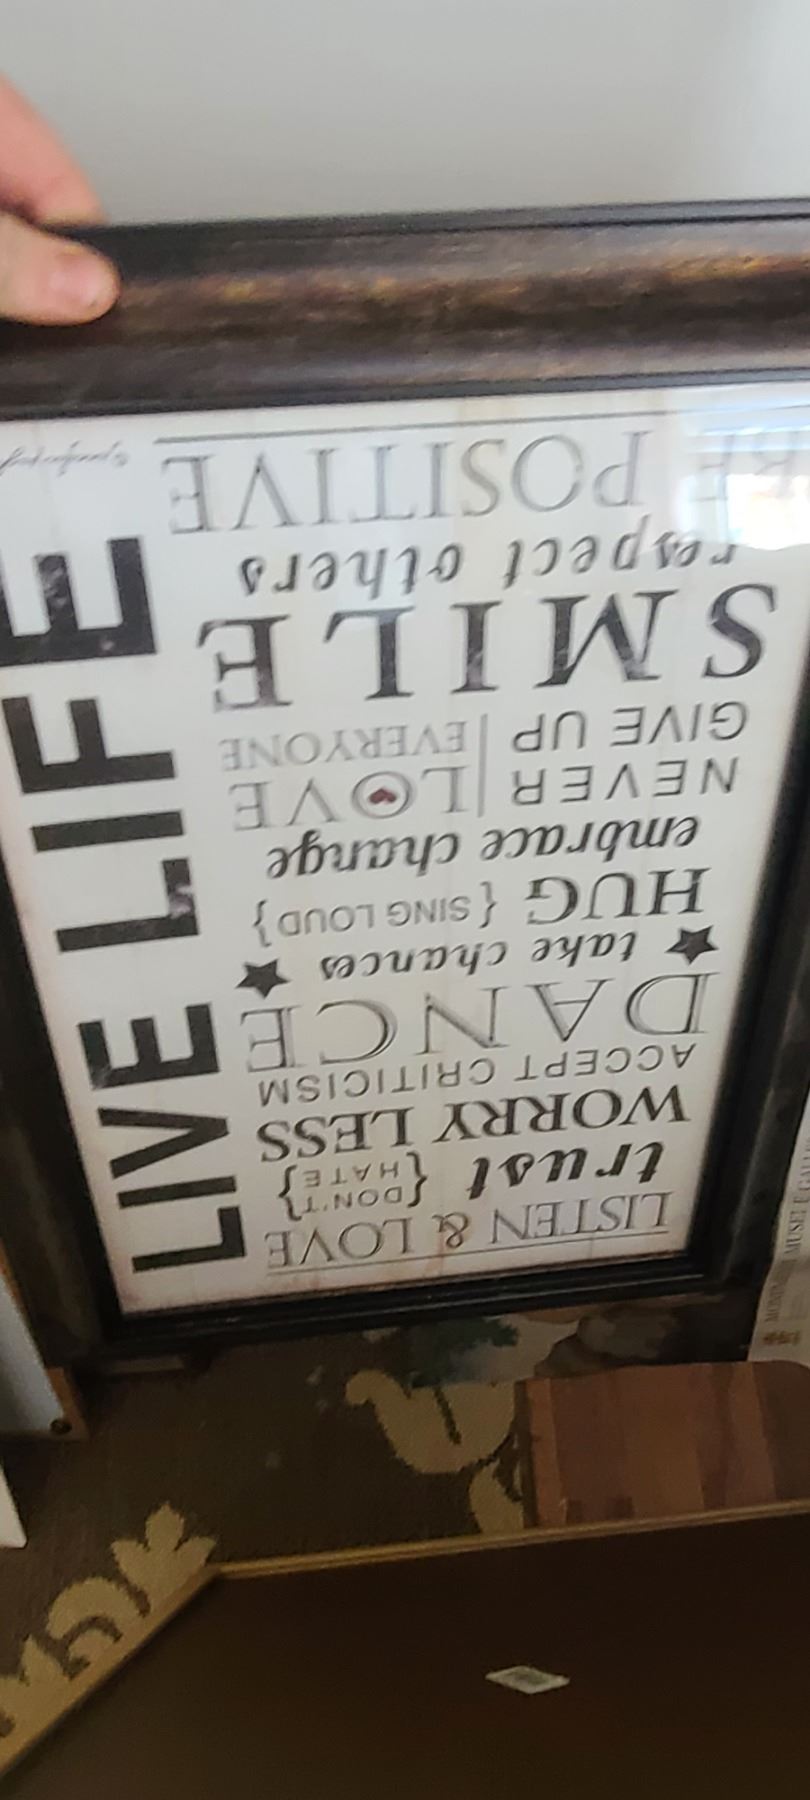 LISTEN & LOVE
trust {DON'T HATE}
WORRY LESS
ACCEPT CRITICISM
DANCE
take chances
HUG {SING LOUD}
embrace change
NEVER GIVE UP
LOVE EVERYONE
SMILE
respect others
BE POSITIVE
LIVE LIFE